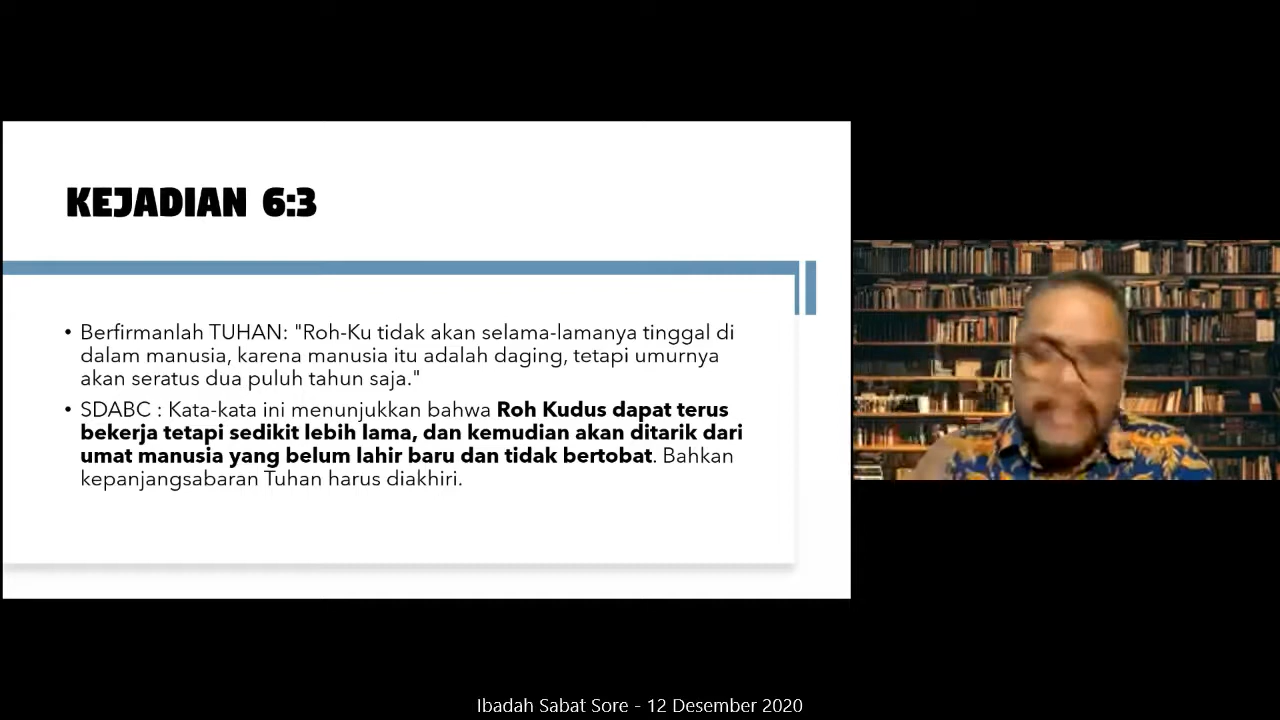 KEJADIAN 6:3
• Berfirmanlah TUHAN: "Roh-Ku tidak akan selama-lamanya tinggal di
dalam manusia, karena manusia itu adalah daging, tetapi umurnya
akan seratus dua puluh tahun saja."
• SDABC : Kata-kata ini menunjukkan bahwa Roh Kudus dapat terus
bekerja tetapi sedikit lebih lama, dan kemudian akan ditarik dari
umat manusia yang belum lahir baru dan tidak bertobat. Bahkan
kepanjangsabaran Tuhan harus diakhiri.
Ibadah Sabat Sore - 12 Desember 2020